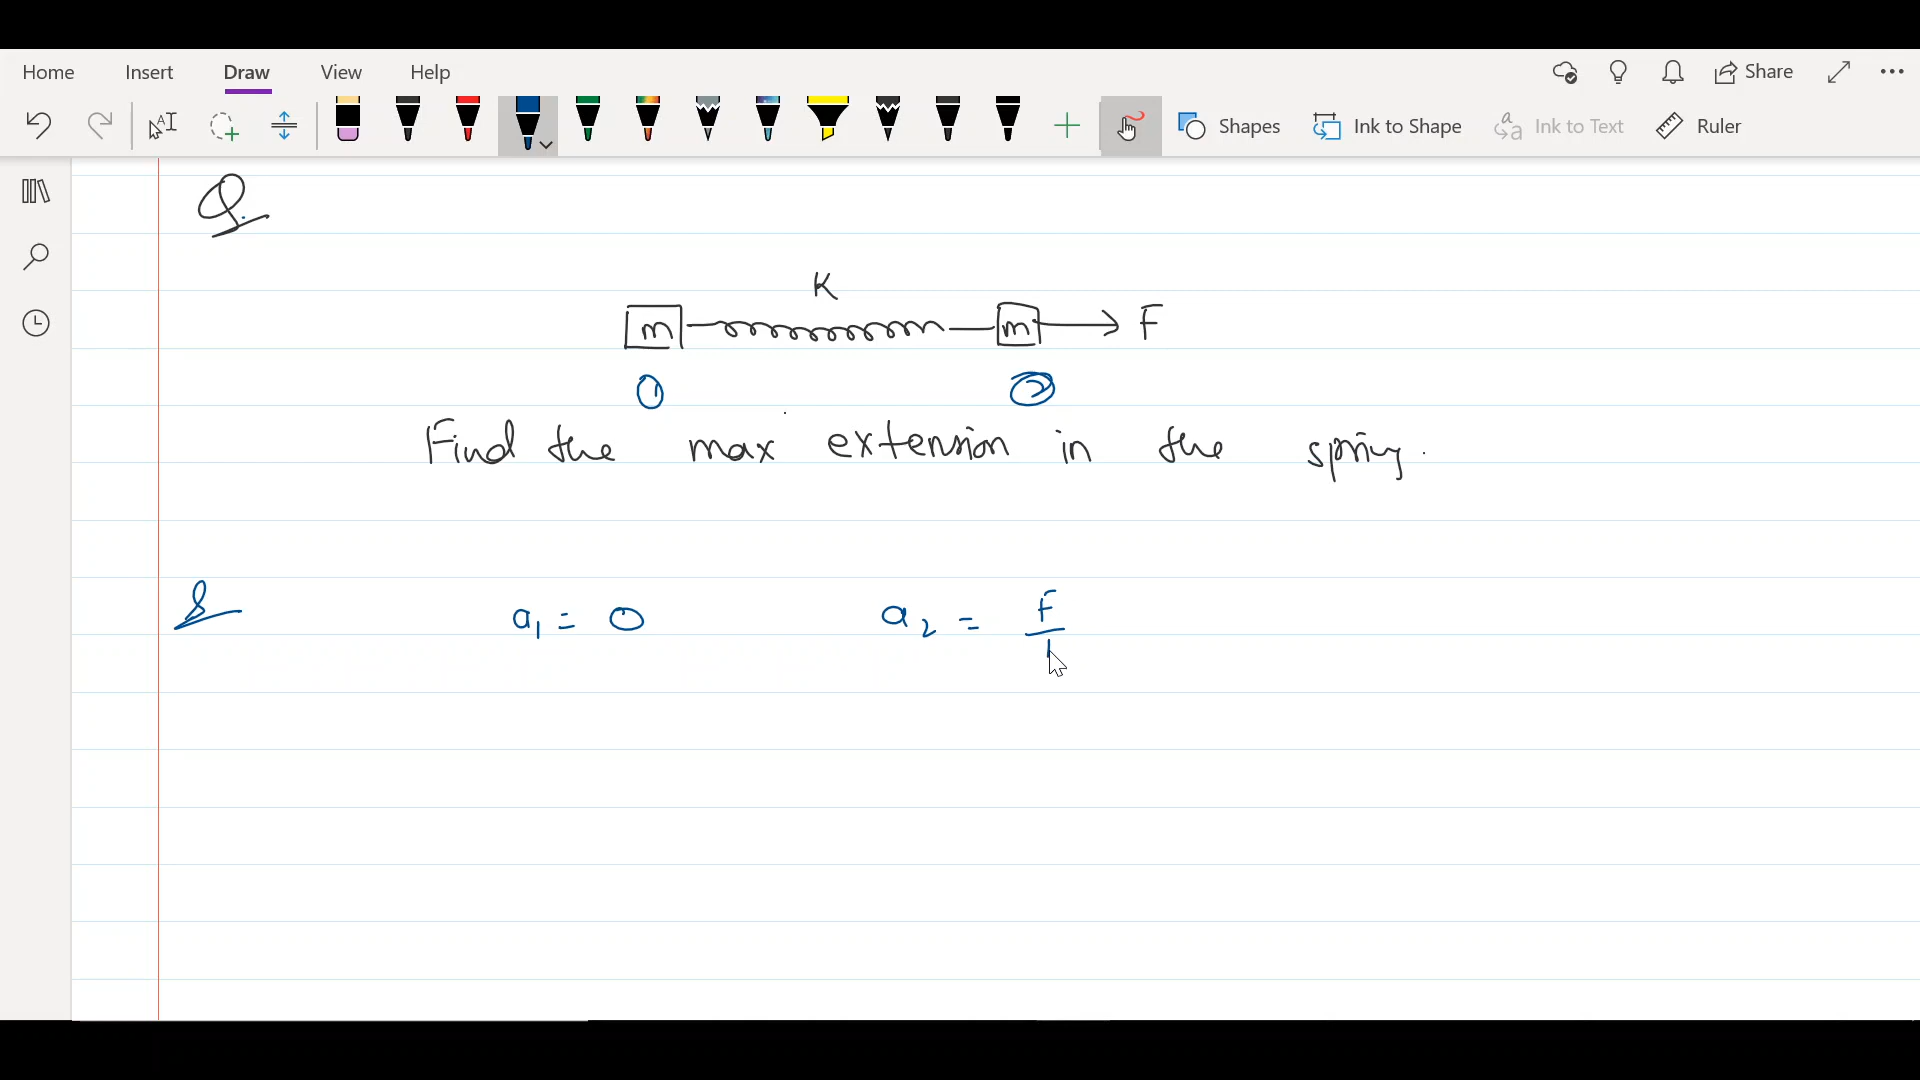 Home Insert Draw View Help Share
Shapes Ink to Shape Ink to Text Ruler
Q.
K
m m F
1 2
Find the max extension in the spring.
a₁ = 0 a₂ = F